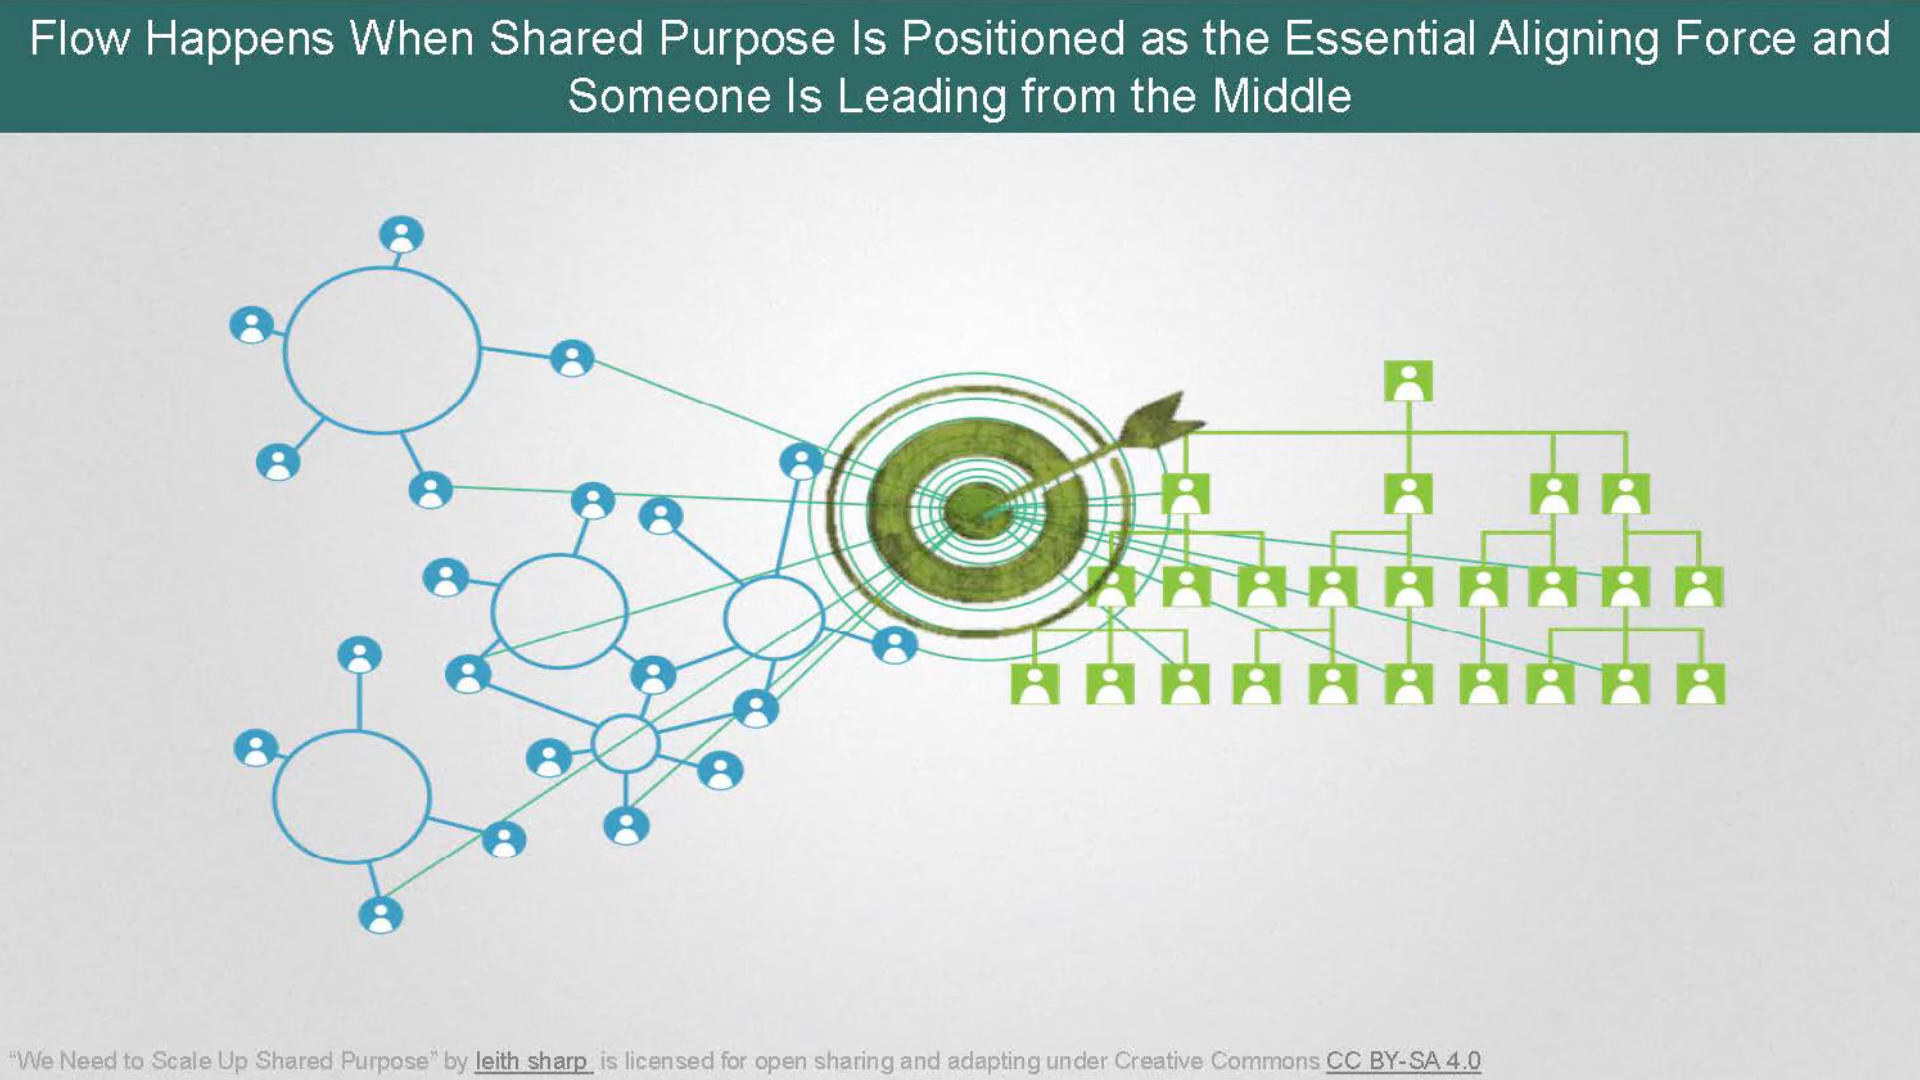 Flow Happens When Shared Purpose Is Positioned as the Essential Aligning Force and
Someone Is Leading from the Middle
“We Need to Scale Up Shared Purpose” by leith sharp is licensed for open sharing and adapting under Creative Commons CC BY-SA 4.0